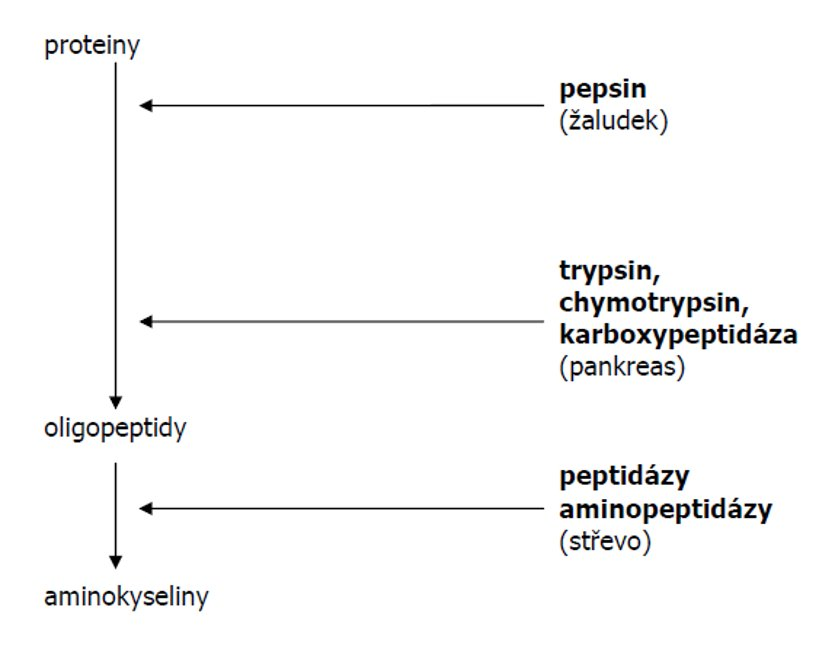 proteiny
pepsin
(žaludek)
trypsin,
chymotrypsin,
karboxypeptidáza
(pankreas)
oligopeptidy
peptidázy
aminopeptidázy
(střevo)
aminokyseliny